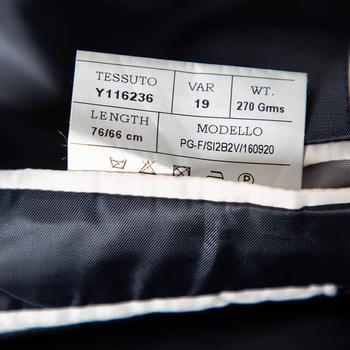 TESSUTO VAR WT.
Y116236 19 270 Grms
LENGTH MODELLO
76/66 cm PG-F/SI2B2V/160920
P